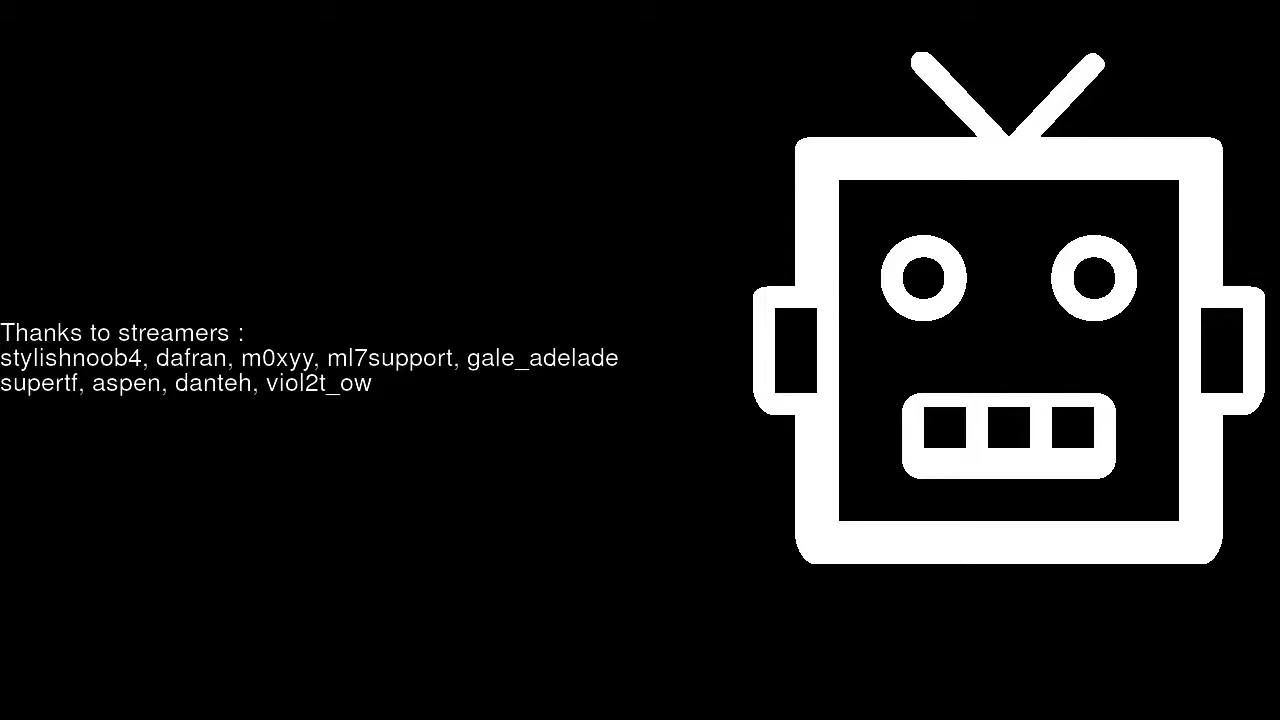 Thanks to streamers :
stylishnoob4, dafran, m0xyy, ml7support, gale_adelade
supertf, aspen, danteh, viol2t_ow